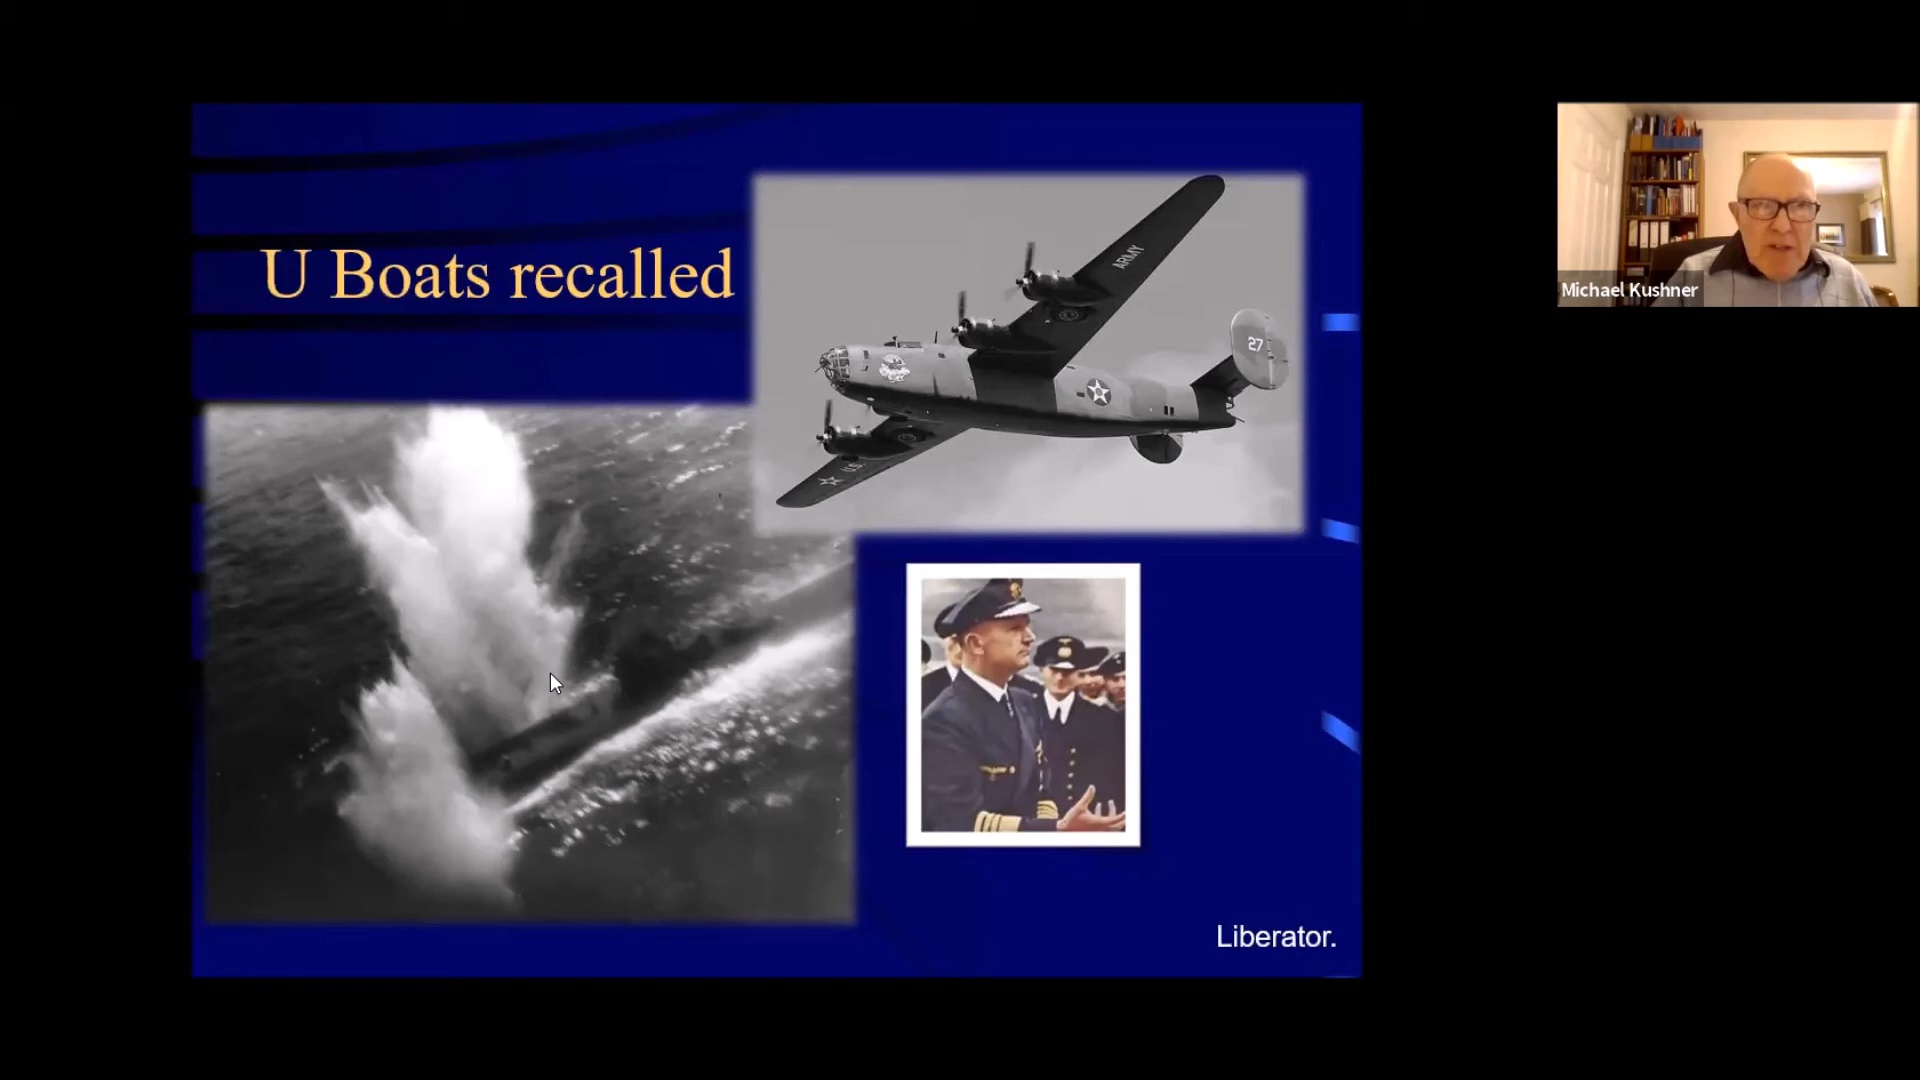 U Boats recalled
ARMY
27
U.S.
Michael Kushner
Liberator.